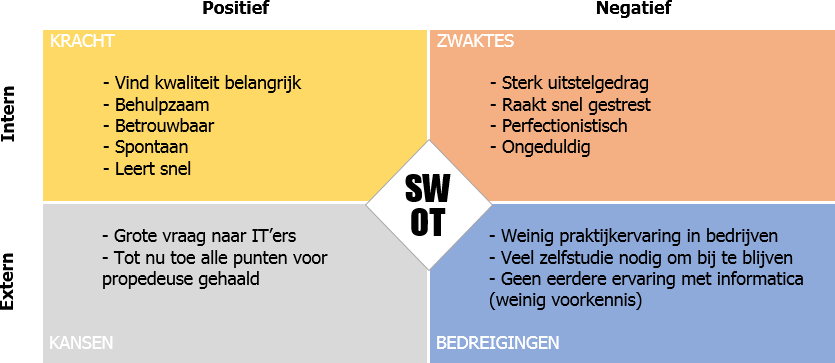 Positief
Negatief
KRACHT
- Vind kwaliteit belangrijk
- Behulpzaam
- Betrouwbaar
- Spontaan
- Leert snel
ZWAKTES
- Sterk uitstelgedrag
- Raakt snel gestrest
- Perfectionistisch
- Ongeduldig
Intern
SW
OT
Extern
- Grote vraag naar IT’ers
- Tot nu toe alle punten voor
propedeuse gehaald
KANSEN
- Weinig praktijkervaring in bedrijven
- Veel zelfstudie nodig om bij te blijven
- Geen eerdere ervaring met informatica
(weinig voorkennis)
BEDREIGINGEN